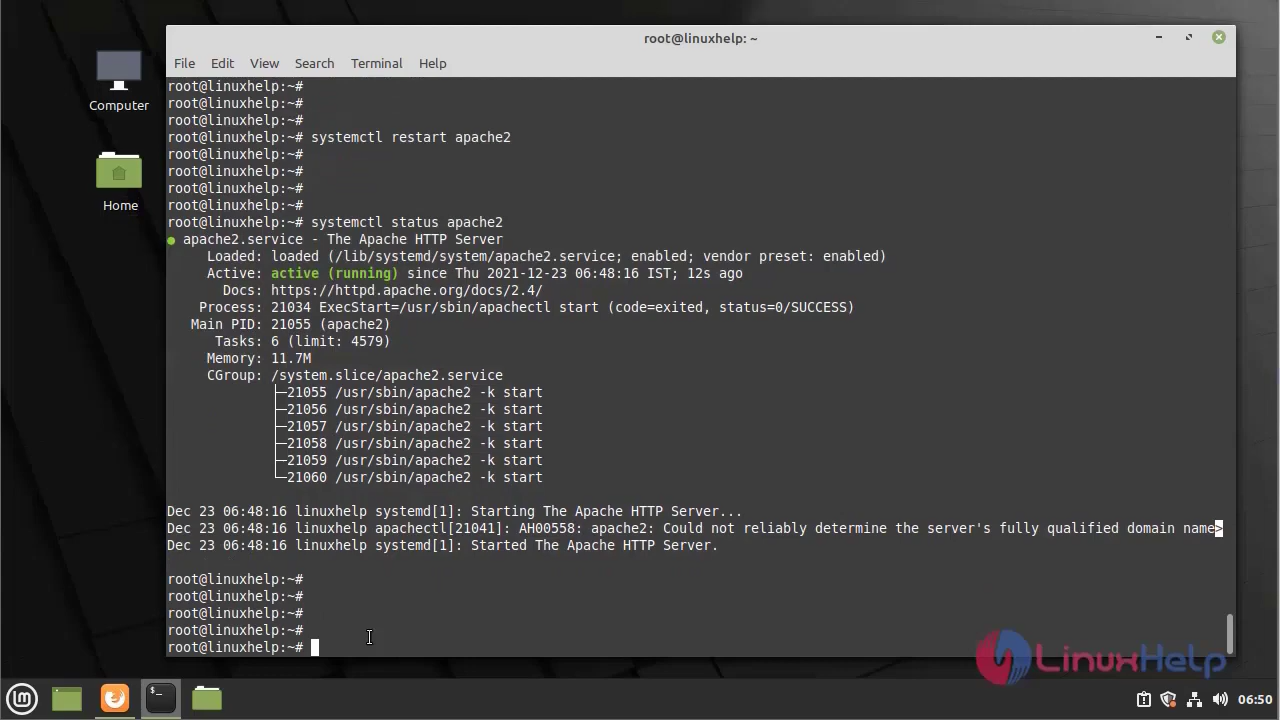 root@linuxhelp: ~
File Edit View Search Terminal Help
Computer
Home
root@linuxhelp:~#
root@linuxhelp:~#
root@linuxhelp:~#
root@linuxhelp:~# systemctl restart apache2
root@linuxhelp:~#
root@linuxhelp:~#
root@linuxhelp:~#
root@linuxhelp:~#
root@linuxhelp:~# systemctl status apache2
● apache2.service - The Apache HTTP Server
Loaded: loaded (/lib/systemd/system/apache2.service; enabled; vendor preset: enabled)
Active: active (running) since Thu 2021-12-23 06:48:16 IST; 12s ago
Docs: https://httpd.apache.org/docs/2.4/
Process: 21034 ExecStart=/usr/sbin/apachectl start (code=exited, status=0/SUCCESS)
Main PID: 21055 (apache2)
Tasks: 6 (limit: 4579)
Memory: 11.7M
CGroup: /system.slice/apache2.service
├─21055 /usr/sbin/apache2 -k start
├─21056 /usr/sbin/apache2 -k start
├─21057 /usr/sbin/apache2 -k start
├─21058 /usr/sbin/apache2 -k start
├─21059 /usr/sbin/apache2 -k start
└─21060 /usr/sbin/apache2 -k start
Dec 23 06:48:16 linuxhelp systemd[1]: Starting The Apache HTTP Server...
Dec 23 06:48:16 linuxhelp apachectl[21041]: AH00558: apache2: Could not reliably determine the server's fully qualified domain name>
Dec 23 06:48:16 linuxhelp systemd[1]: Started The Apache HTTP Server.
root@linuxhelp:~#
root@linuxhelp:~#
root@linuxhelp:~#
root@linuxhelp:~#
root@linuxhelp:~#
LinuxHelp
06:50